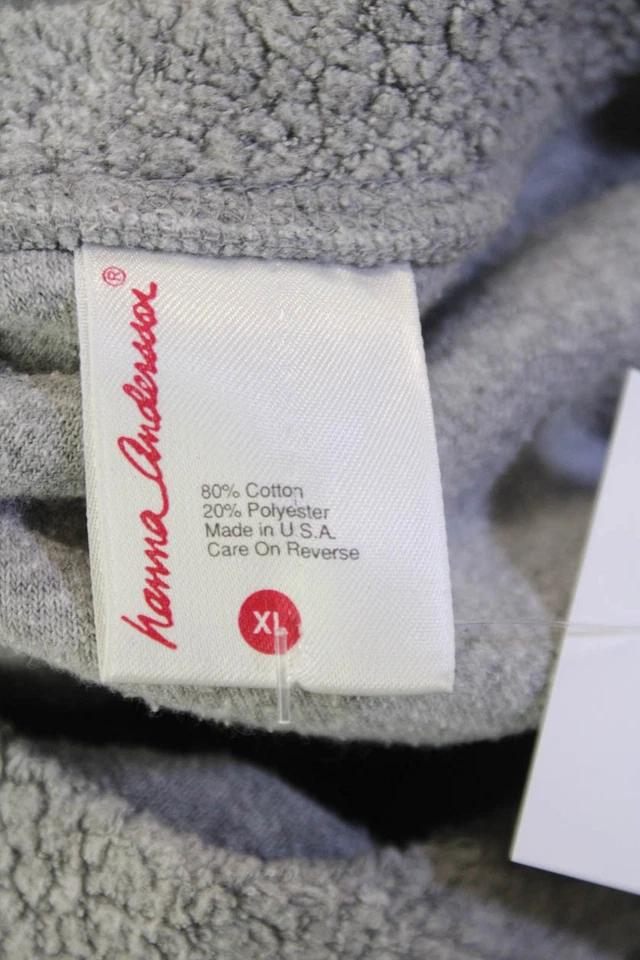 hanna Andersson®
80% Cotton
20% Polyester
Made in U.S.A.
Care On Reverse
XL